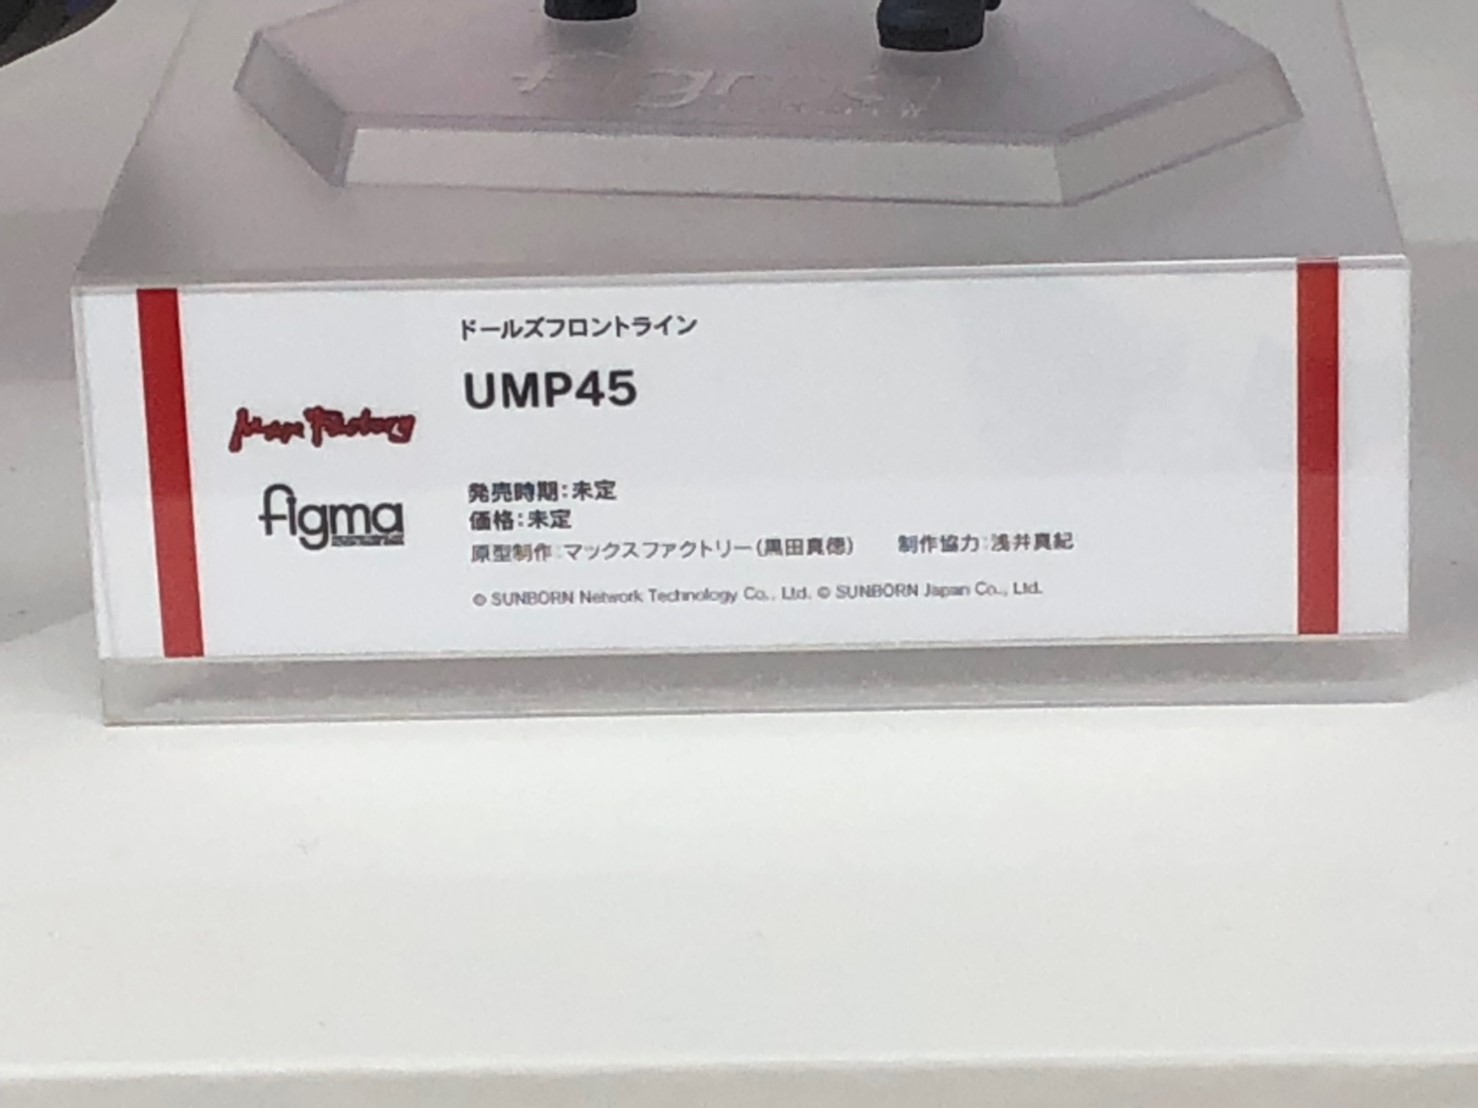 figma
ドールズフロントライン
UMP45
Max Factory
figma
発売時期：未定
価格：未定
原型制作：マックスファクトリー（黒田真徳） 制作協力：浅井真紀
© SUNBORN Network Technology Co., Ltd. © SUNBORN Japan Co., Ltd.